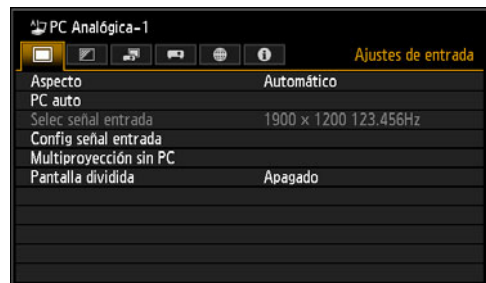 PC Analógica-1
Ajustes de entrada
Aspecto Automático
PC auto
Selec señal entrada 1900 × 1200 123.456Hz
Config señal entrada
Multiproyección sin PC
Pantalla dividida Apagado